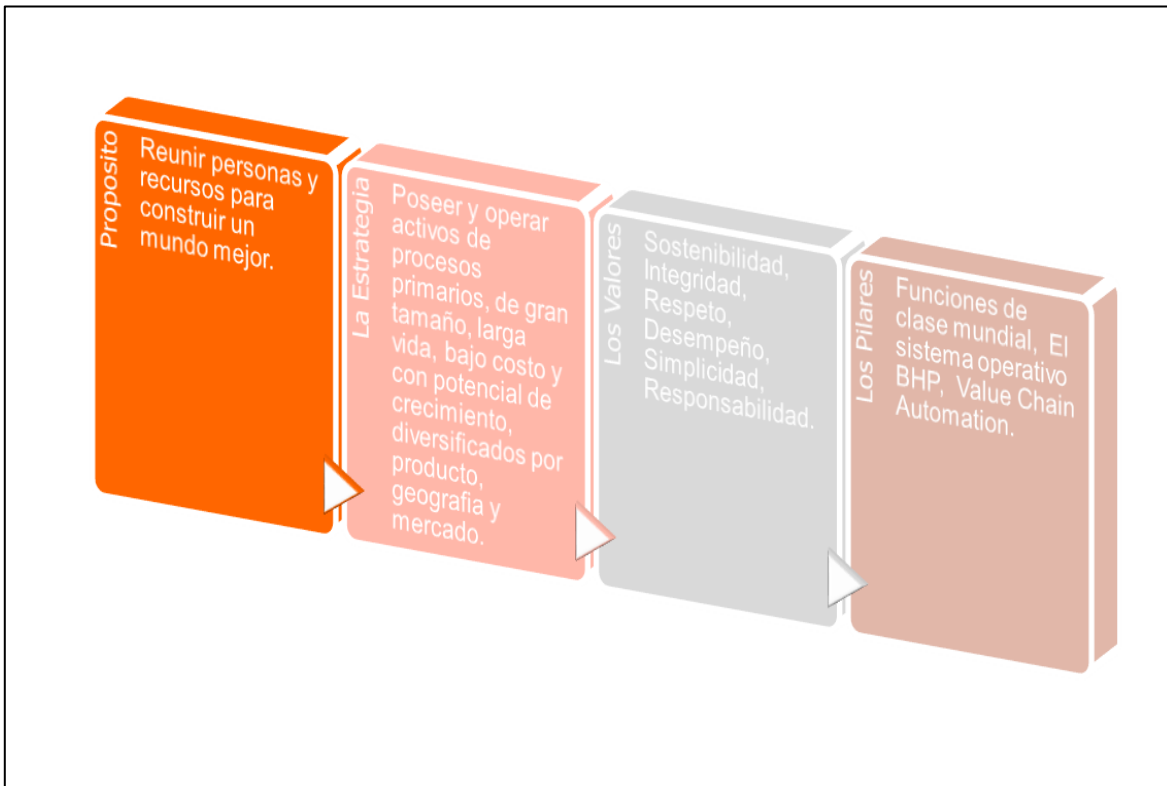 Proposito
Reunir personas y
recursos para
construir un
mundo mejor.
La Estrategia
Poseer y operar
activos de
procesos
primarios, de gran
tamaño, larga
vida, bajo costo y
con potencial de
crecimiento,
diversificados por
producto,
geografia y
mercado.
Los Valores
Sostenibilidad,
Integridad,
Respeto,
Desempeño,
Simplicidad,
Responsabilidad.
Los Pilares
Funciones de
clase mundial, El
sistema operativo
BHP, Value Chain
Automation.